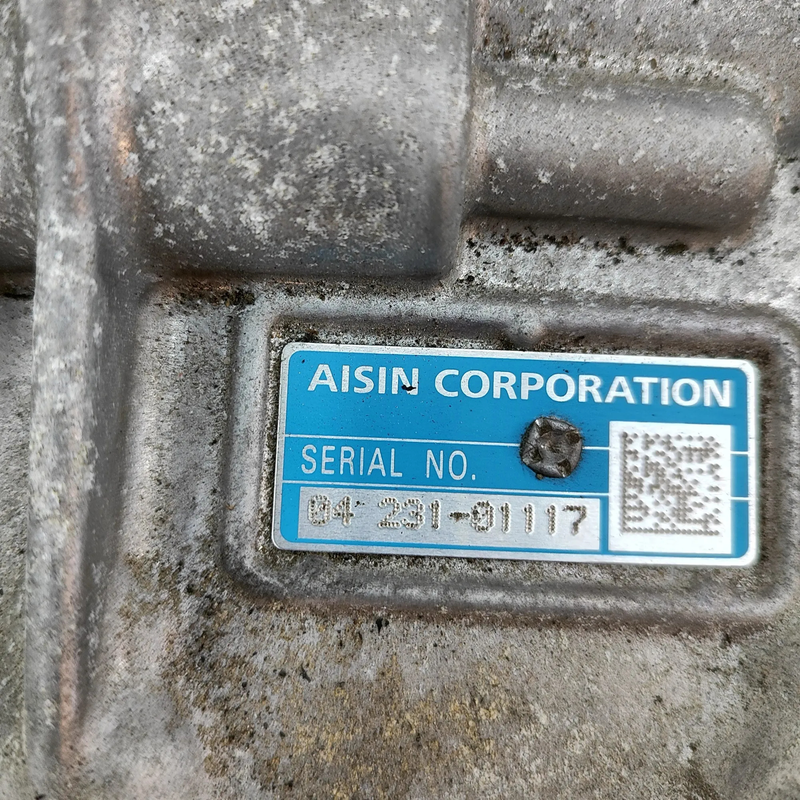 AISIN CORPORATION
SERIAL NO.
04 231-01117